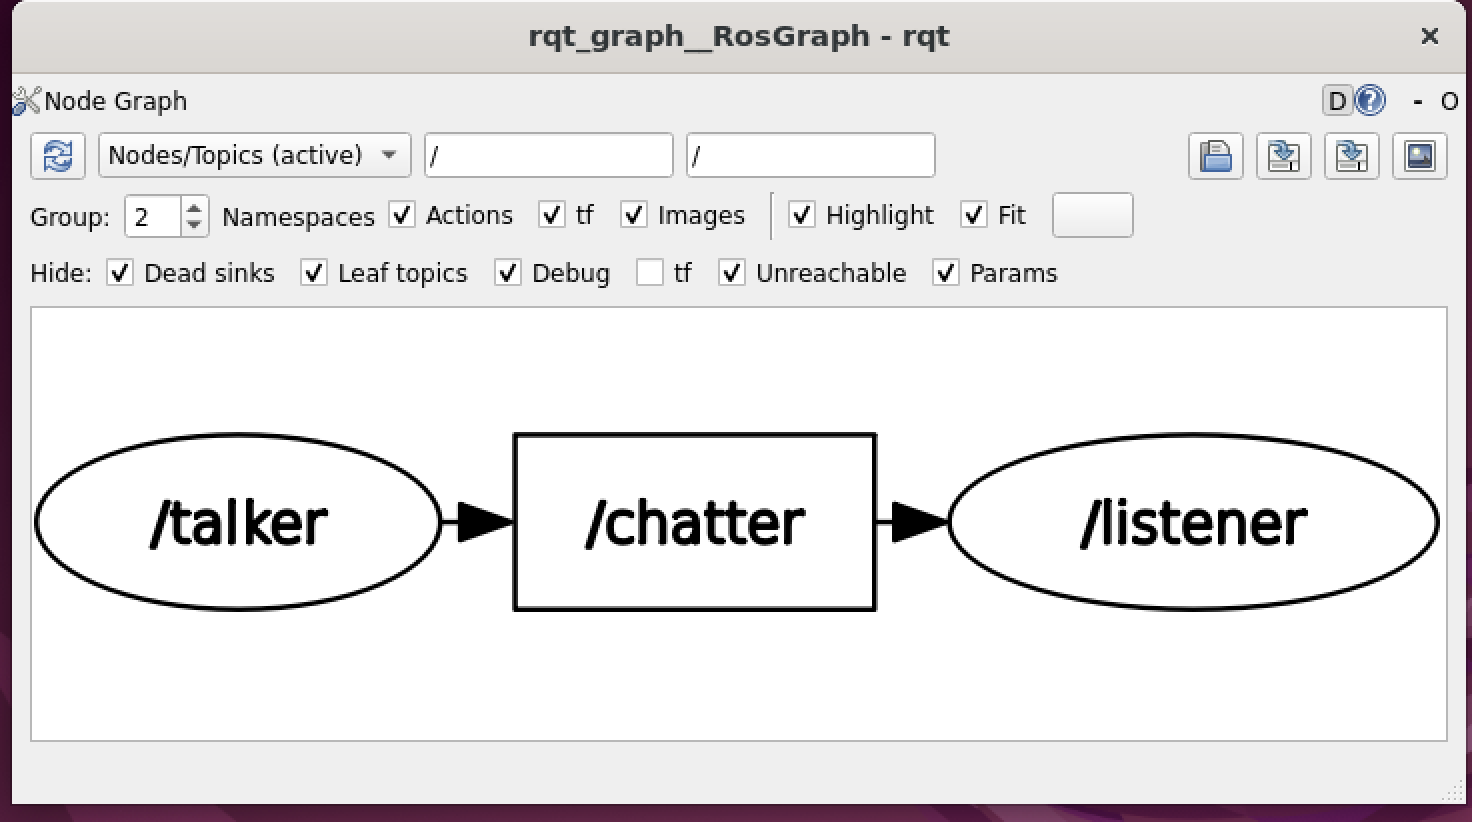 rqt_graph__RosGraph - rqt
Node Graph D ? - O
Nodes/Topics (active) / /
Group: 2 Namespaces Actions tf Images Highlight Fit
Hide: Dead sinks Leaf topics Debug tf Unreachable Params
/talker /chatter /listener